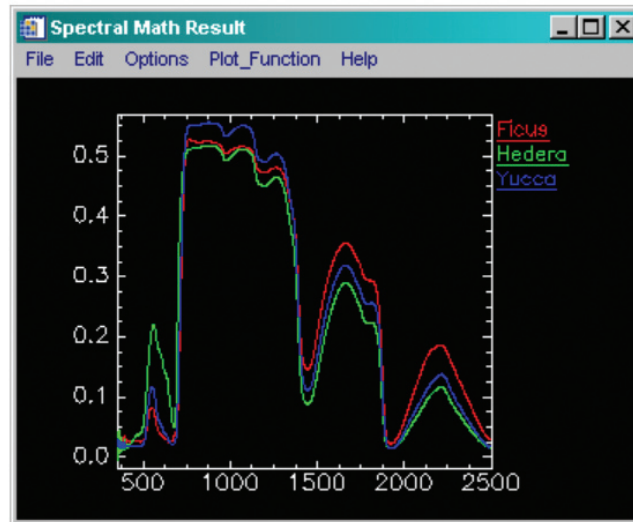 Spectral Math Result
File Edit Options Plot_Function Help
Ficus
Hedera
Yucca
0.5
0.4
0.3
0.2
0.1
0.0
500 1000 1500 2000 2500